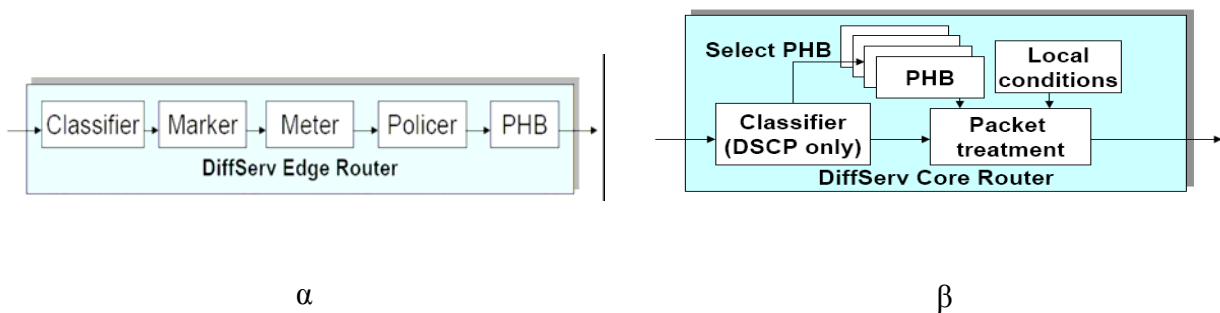 Classifier
Marker
Meter
Policer
PHB
DiffServ Edge Router
Select PHB
PHB
Local
conditions
Classifier
(DSCP only)
Packet
treatment
DiffServ Core Router
α
β